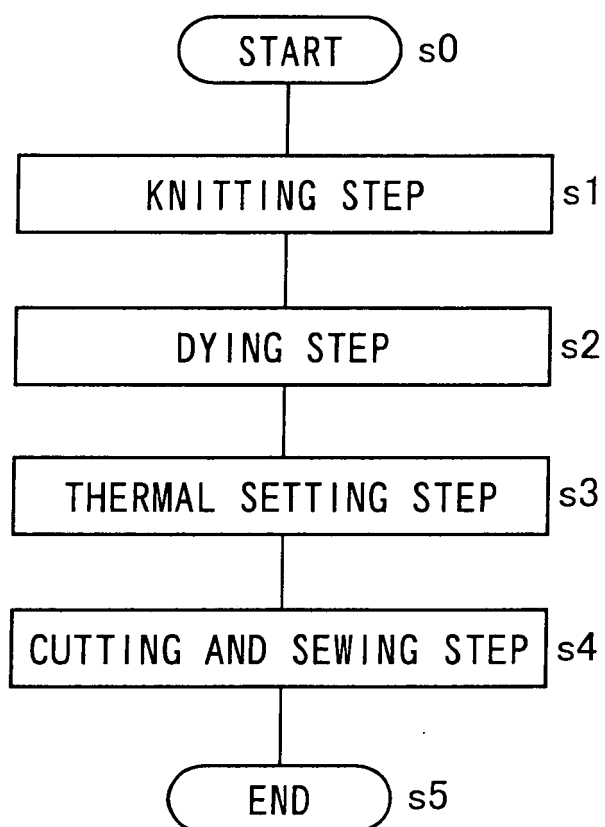 START s0
KNITTING STEP s1
DYING STEP s2
THERMAL SETTING STEP s3
CUTTING AND SEWING STEP s4
END s5